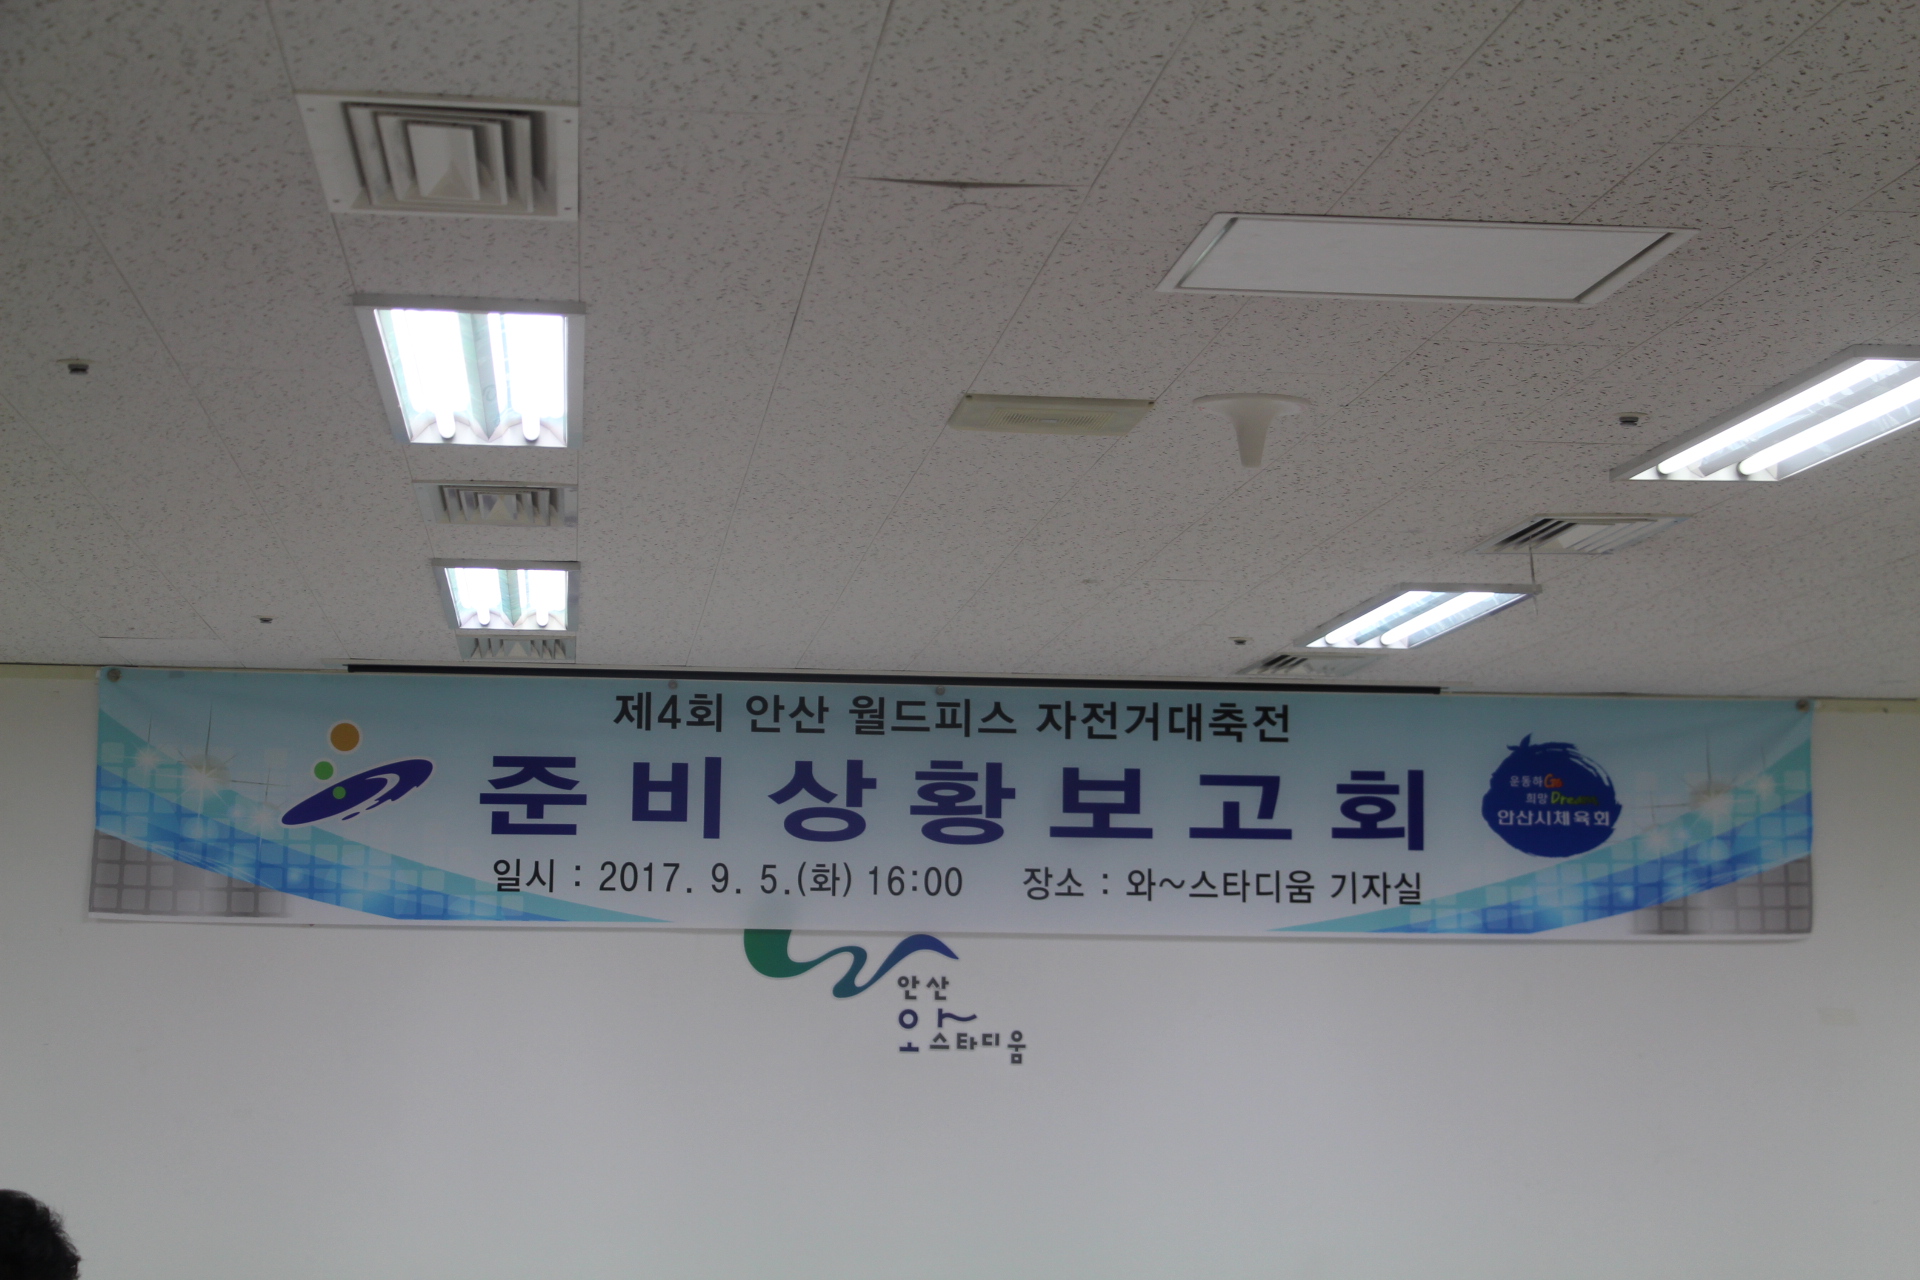 제4회 안산 월드피스 자전거대축전
준비상황보고회
일시 : 2017. 9. 5.(화) 16:00 장소 : 와~스타디움 기자실
운동하Go
희망Dream
안산시체육회
안산
와~스타디움